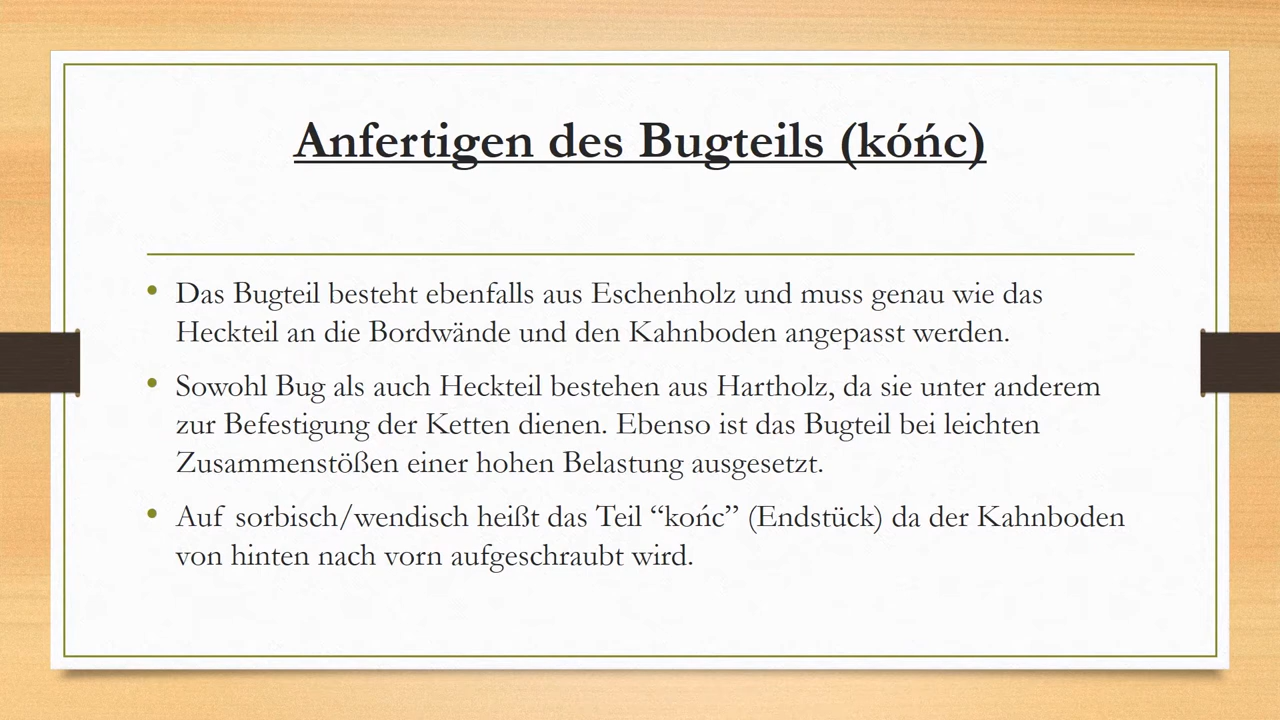 Anfertigen des Bugteils (kóńc)
• Das Bugteil besteht ebenfalls aus Eschenholz und muss genau wie das
Heckteil an die Bordwände und den Kahnboden angepasst werden.
• Sowohl Bug als auch Heckteil bestehen aus Hartholz, da sie unter anderem
zur Befestigung der Ketten dienen. Ebenso ist das Bugteil bei leichten
Zusammenstößen einer hohen Belastung ausgesetzt.
• Auf sorbisch/wendisch heißt das Teil “końc” (Endstück) da der Kahnboden
von hinten nach vorn aufgeschraubt wird.